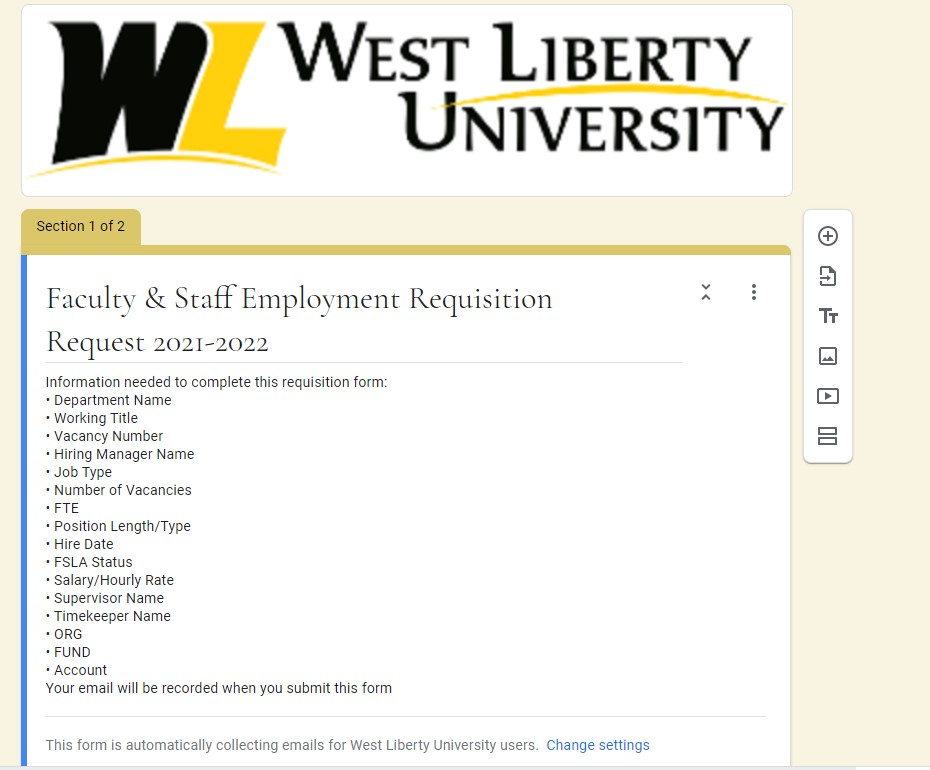 WL WEST LIBERTY
UNIVERSITY
Section 1 of 2
Faculty & Staff Employment Requisition
Request 2021-2022
Information needed to complete this requisition form:
• Department Name
• Working Title
• Vacancy Number
• Hiring Manager Name
• Job Type
• Number of Vacancies
• FTE
• Position Length/Type
• Hire Date
• FSLA Status
• Salary/Hourly Rate
• Supervisor Name
• Timekeeper Name
• ORG
• FUND
• Account
Your email will be recorded when you submit this form
This form is automatically collecting emails for West Liberty University users. Change settings
Tт